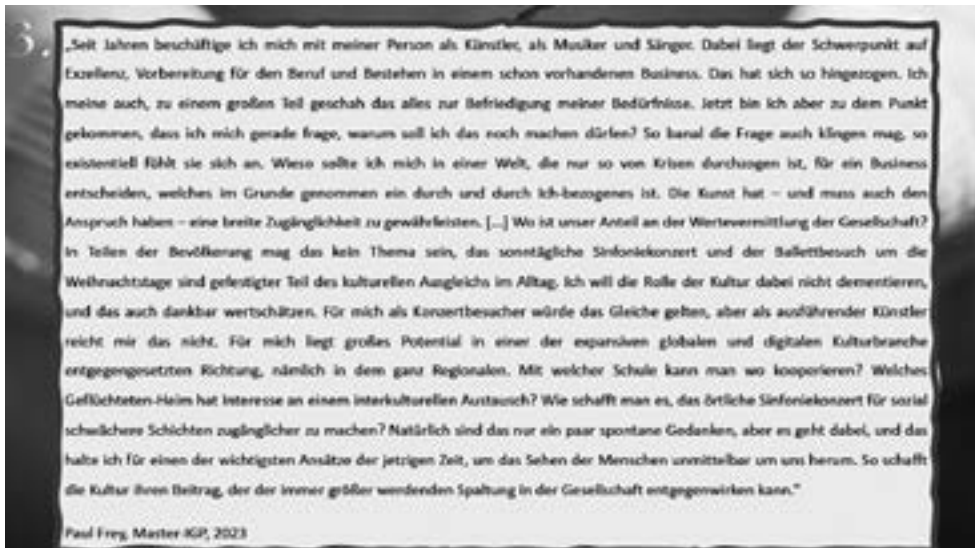 3.
„Seit Jahren beschäftige ich mich mit meiner Person als Künstler, als Musiker und Sänger. Dabei liegt der Schwerpunkt auf
Exzellenz, Vorbereitung für den Beruf und Bestehen in einem schon vorhandenen Business. Das hat sich so hingezogen. Ich
meine auch, zu einem großen Teil geschah das alles zur Befriedigung meiner Bedürfnisse. Jetzt bin ich aber zu dem Punkt
gekommen, dass ich mich gerade frage, warum soll ich das noch machen dürfen? So banal die Frage auch klingen mag, so
existentiell fühlt sie sich an. Wieso sollte ich mich in einer Welt, die nur so von Krisen durchzogen ist, für ein Business
entscheiden, welches im Grunde genommen ein durch und durch Ich-bezogenes ist. Die Kunst hat – und muss auch den
Anspruch haben – eine breite Zugänglichkeit zu gewährleisten. [...] Wo ist unser Anteil an der Wertevermittlung der Gesellschaft?
In Teilen der Bevölkerung mag das kein Thema sein, das sonntägliche Sinfoniekonzert und der Ballettbesuch um die
Weihnachtstage sind gefestigter Teil des kulturellen Ausgleichs im Alltag. Ich will die Rolle der Kultur dabei nicht dementieren,
und das auch dankbar wertschätzen. Für mich als Konzertbesucher würde das Gleiche gelten, aber als ausführender Künstler
reicht mir das nicht. Für mich liegt großes Potential in einer der expansiven globalen und digitalen Kulturbranche
entgegengesetzten Richtung, nämlich in dem ganz Regionalen. Mit welcher Schule kann man wo kooperieren? Welches
Geflüchteten-Heim hat Interesse an einem interkulturellen Austausch? Wie schafft man es, das örtliche Sinfoniekonzert für sozial
schwächere Schichten zugänglicher zu machen? Natürlich sind das nur ein paar spontane Gedanken, aber es geht dabei, und das
halte ich für einen der wichtigsten Ansätze der jetzigen Zeit, um das Sehen der Menschen unmittelbar um uns herum. So schafft
die Kultur ihren Beitrag, der der immer größer werdenden Spaltung in der Gesellschaft entgegenwirken kann."
Paul Frey, Master-IGP, 2023